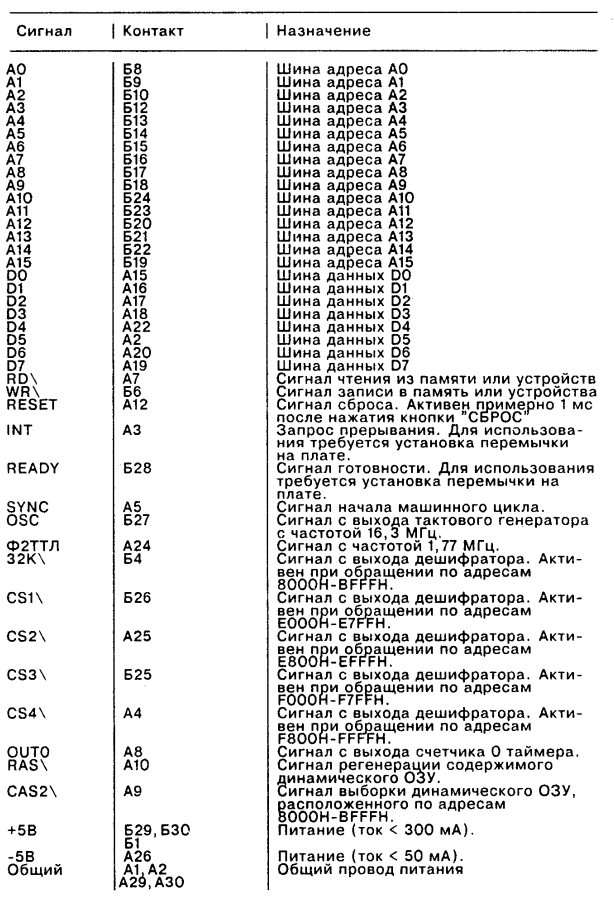 Сигнал | Контакт | Назначение
A0 Б8 Шина адреса A0
A1 Б9 Шина адреса A1
A2 Б10 Шина адреса A2
A3 Б12 Шина адреса A3
A4 Б13 Шина адреса A4
A5 Б14 Шина адреса A5
A6 Б15 Шина адреса A6
A7 Б16 Шина адреса A7
A8 Б17 Шина адреса A8
A9 Б18 Шина адреса A9
A10 Б24 Шина адреса A10
A11 Б23 Шина адреса A11
A12 Б20 Шина адреса A12
A13 Б21 Шина адреса A13
A14 Б22 Шина адреса A14
A15 Б19 Шина адреса A15
D0 A15 Шина данных D0
D1 A16 Шина данных D1
D2 A17 Шина данных D2
D3 A18 Шина данных D3
D4 A22 Шина данных D4
D5 A2 Шина данных D5
D6 A20 Шина данных D6
D7 A19 Шина данных D7
RD\ A7 Сигнал чтения из памяти или устройств
WR\ Б6 Сигнал записи в память или устройства
RESET A12 Сигнал сброса. Активен примерно 1 мс
после нажатия кнопки "СБРОС"
INT A3 Запрос прерывания. Для использова-
ния требуется установка перемычки
на плате.
READY Б28 Сигнал готовности. Для использования
требуется установка перемычки на
плате.
SYNC A5 Сигнал начала машинного цикла.
OSC Б27 Сигнал с выхода тактового генератора
с частотой 16,3 МГц.
Ф2ТТЛ A24 Сигнал с частотой 1,77 МГц.
32K\ Б4 Сигнал с выхода дешифратора. Акти-
вен при обращении по адресам
8000H-BFFFH.
CS1\ Б26 Сигнал с выхода дешифратора. Акти-
вен при обращении по адресам
E000H-E7FFH.
CS2\ A25 Сигнал с выхода дешифратора. Акти-
вен при обращении по адресам
E800H-EFFFH.
CS3\ Б25 Сигнал с выхода дешифратора. Акти-
вен при обращении по адресам
F000H-F7FFH.
CS4\ A4 Сигнал с выхода дешифратора. Акти-
вен при обращении по адресам
F800H-FFFFH.
OUT0 A8 Сигнал с выхода счетчика 0 таймера.
RAS\ A10 Сигнал регенерации содержимого
динамического ОЗУ.
CAS2\ A9 Сигнал выборки динамического ОЗУ,
расположенного по адресам
8000H-BFFFH.
+5В Б29, Б30 Питание (ток < 300 мА).
Б1
-5В A26 Питание (ток < 50 мА).
Общий A1, A2 Общий провод питания
A29, A30